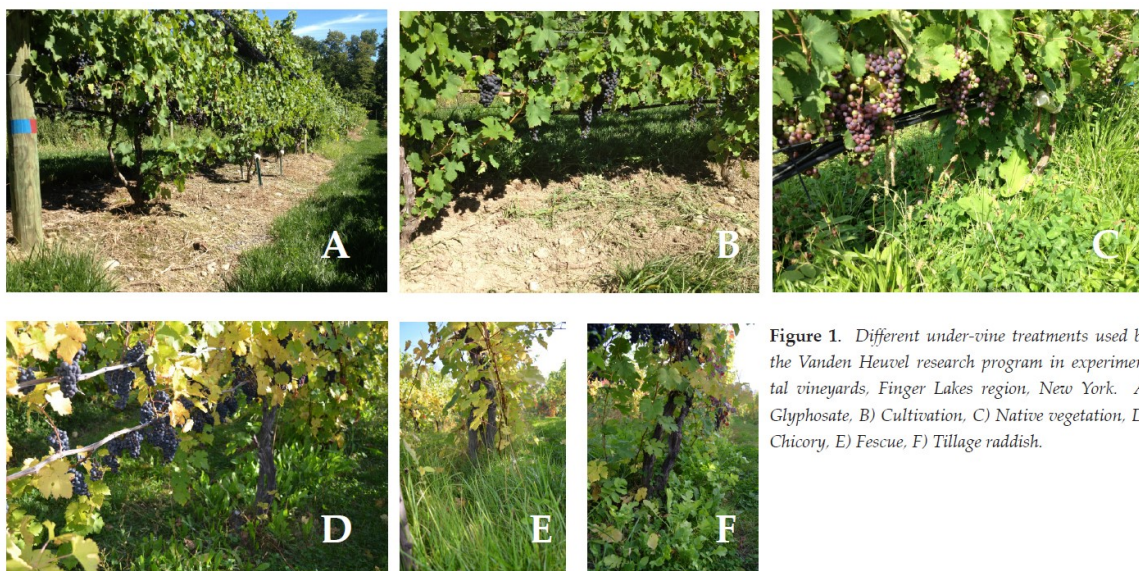 A
B
C
Figure 1. Different under-vine treatments used b
the Vanden Heuvel research program in experimen
tal vineyards, Finger Lakes region, New York. A
Glyphosate, B) Cultivation, C) Native vegetation, D
Chicory, E) Fescue, F) Tillage raddish.
D
E
F